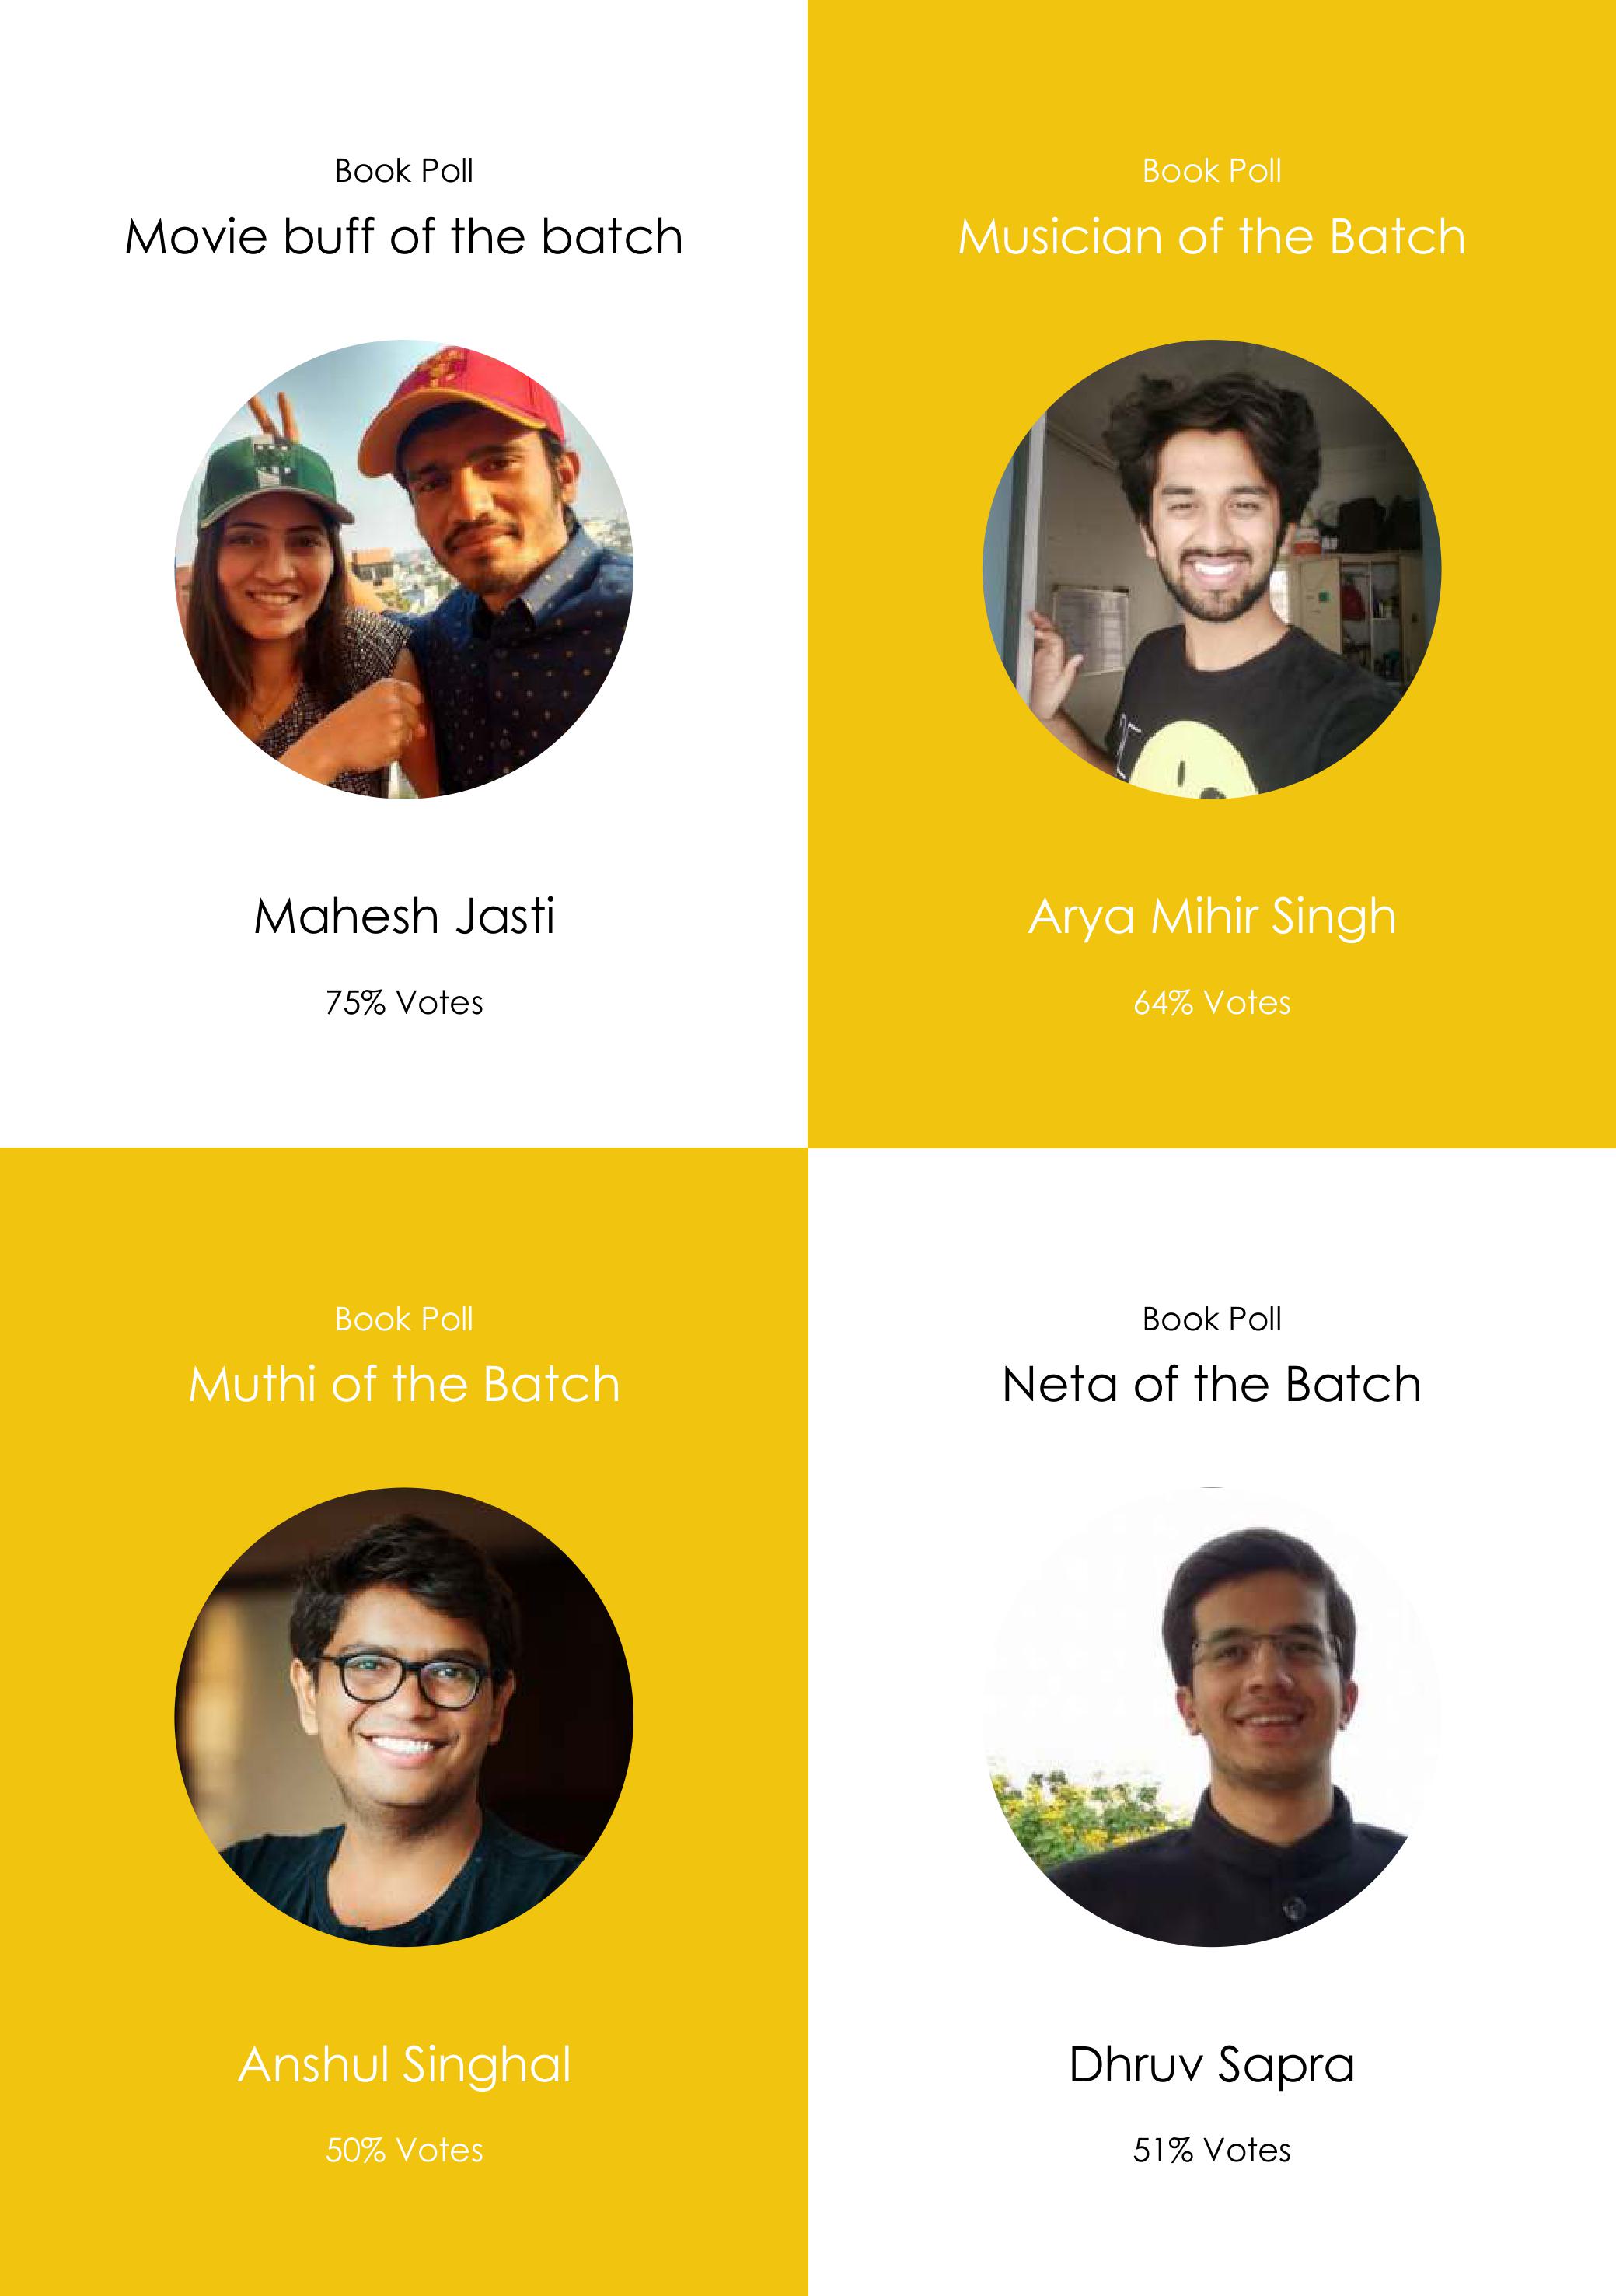 Book Poll
Movie buff of the batch
Mahesh Jasti
75% Votes
Book Poll
Musician of the Batch
Arya Mihir Singh
64% Votes
Book Poll
Muthi of the Batch
Anshul Singhal
50% Votes
Book Poll
Neta of the Batch
Dhruv Sapra
51% Votes